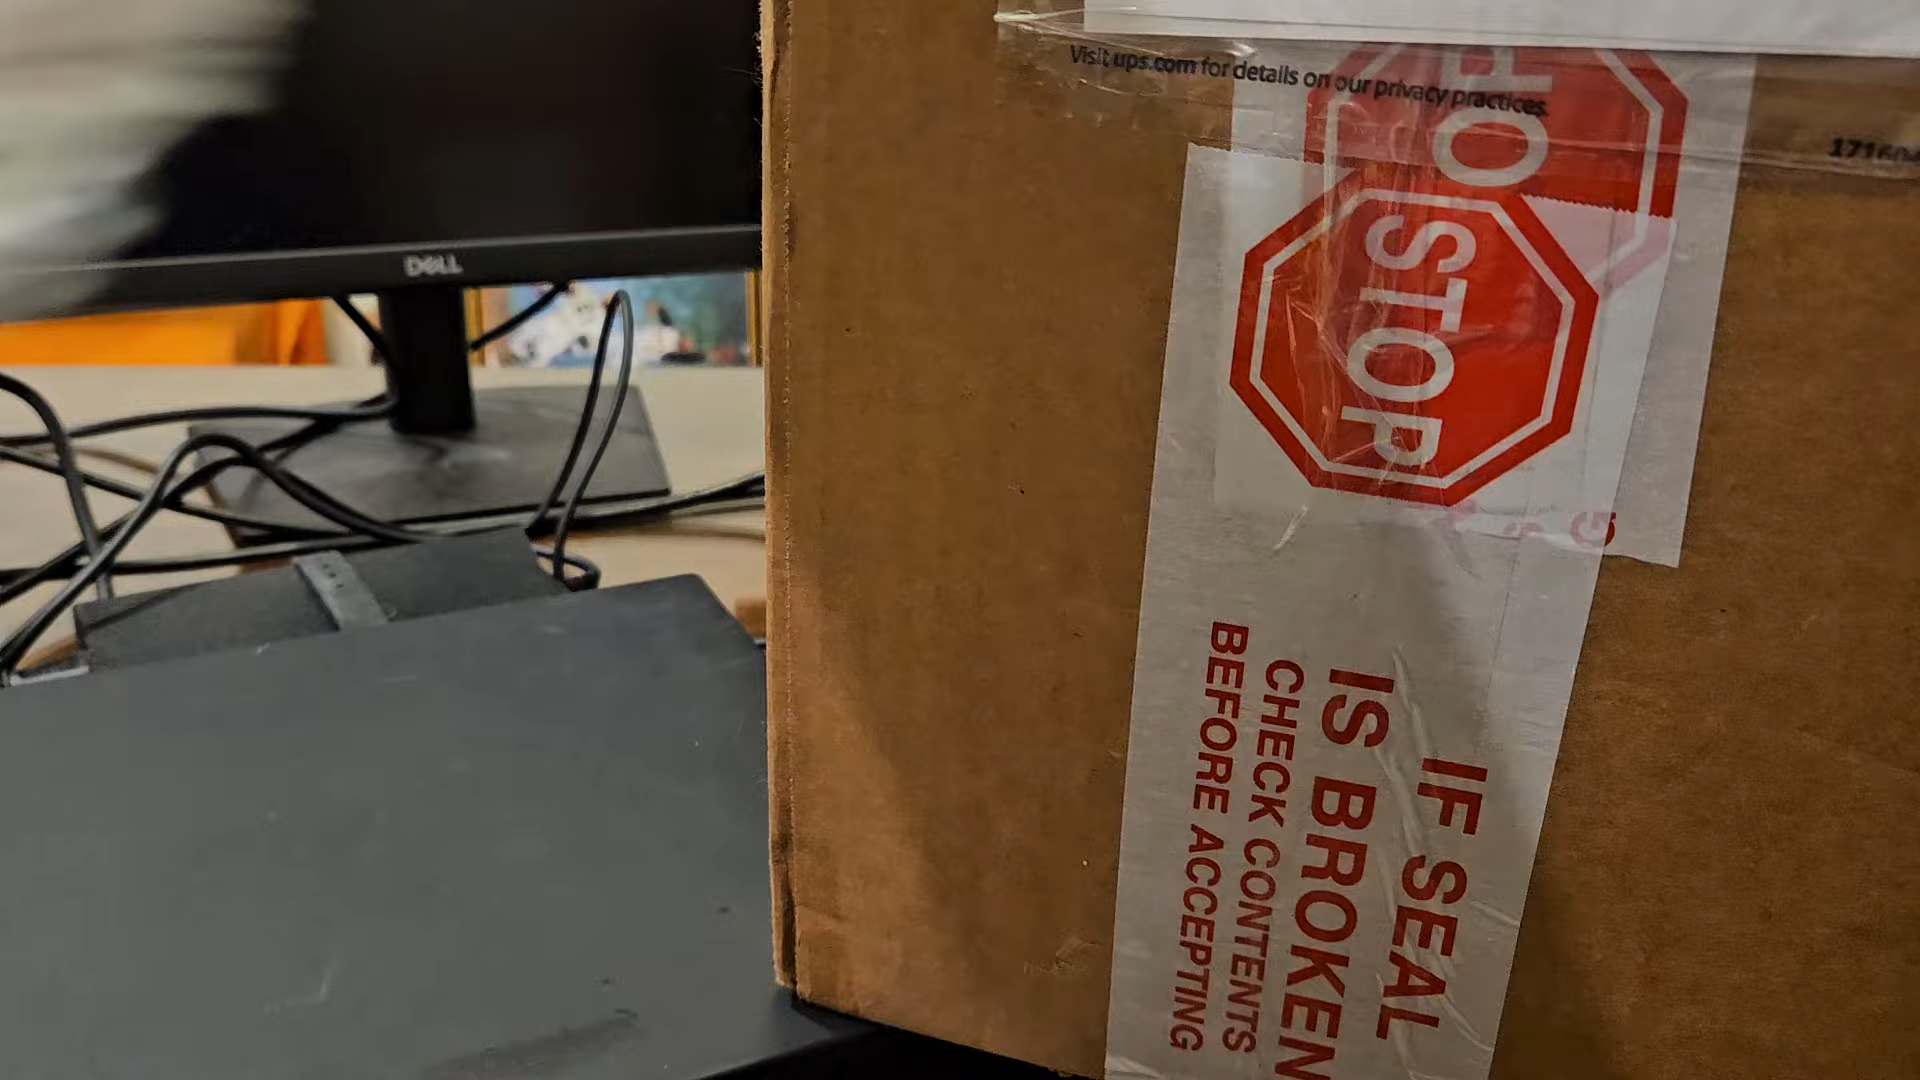 DELL
Visit ups.com for details on our privacy practices.
OP
STOP
IF SEAL
IS BROKEN
CHECK CONTENTS
BEFORE ACCEPTING